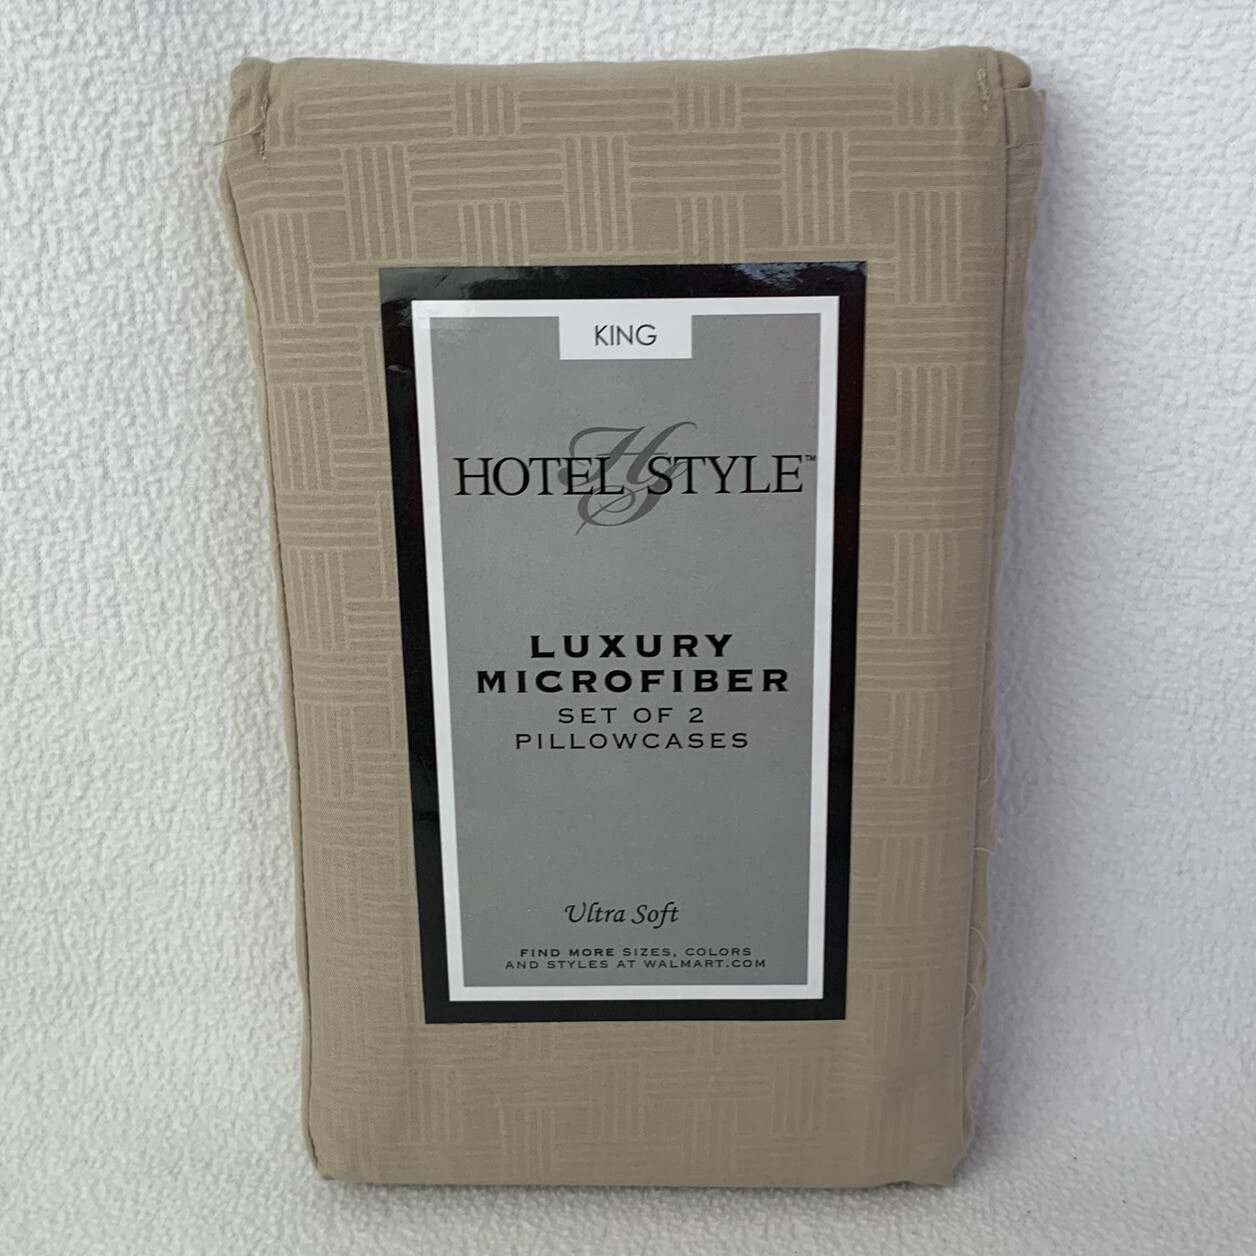 KING
HOTEL HS STYLE™
LUXURY
MICROFIBER
SET OF 2
PILLOWCASES
Ultra Soft
FIND MORE SIZES, COLORS
AND STYLES AT WALMART.COM